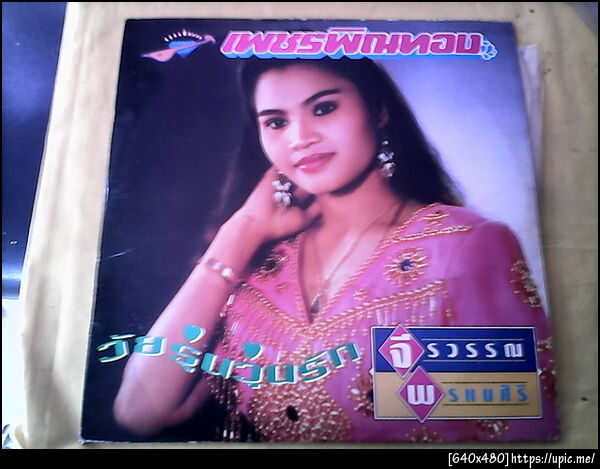 เพชรพิณทอง
วัยรุ่นวุ่นรัก
จีรวรรณ
พรหมสิริ
[640x480]https://upic.me/